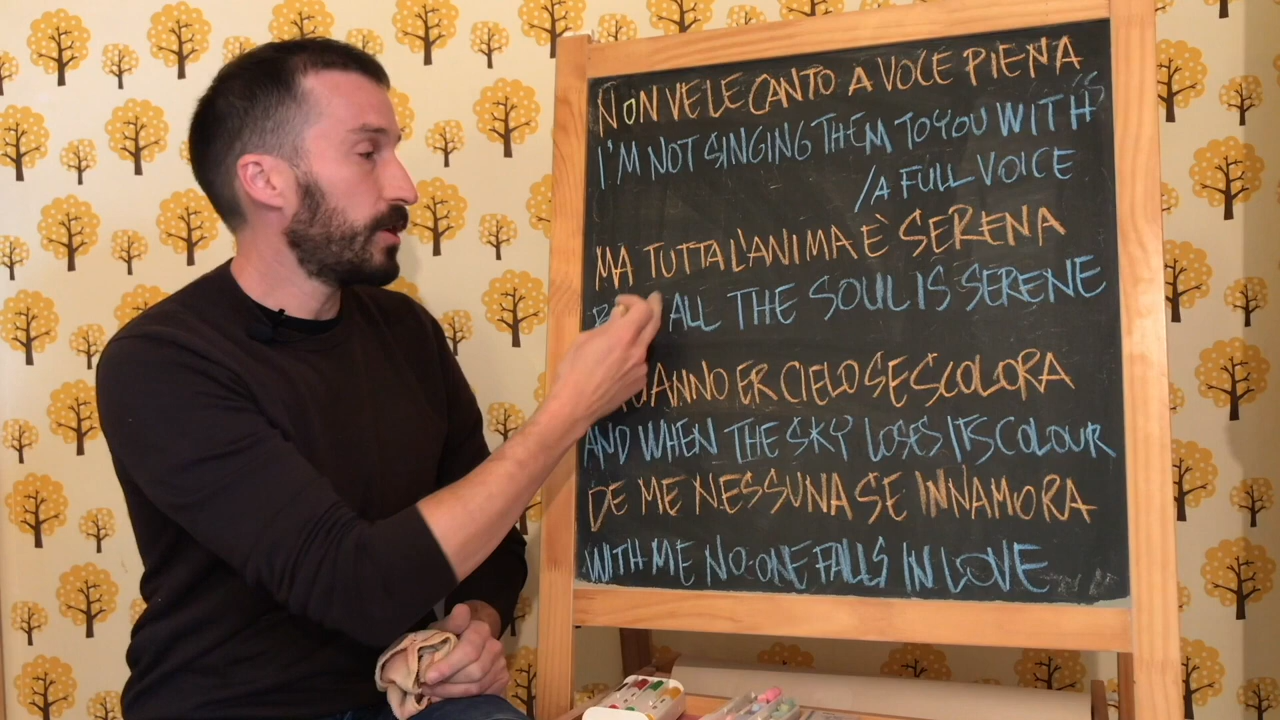 NON VE LE CANTO A VOCE PIENA
I'M NOT SINGING THEM TO YOU WITH
/A FULL VOICE
MA TUTTA L'ANIMA È SERENA
ALL THE SOUL IS SERENE
ER CIELO SE SCOLORA
AND WHEN THE SKY LOSES ITS COLOUR
DE ME NESSUNA SE INNAMORA
WITH ME NO-ONE FALLS IN LOVE